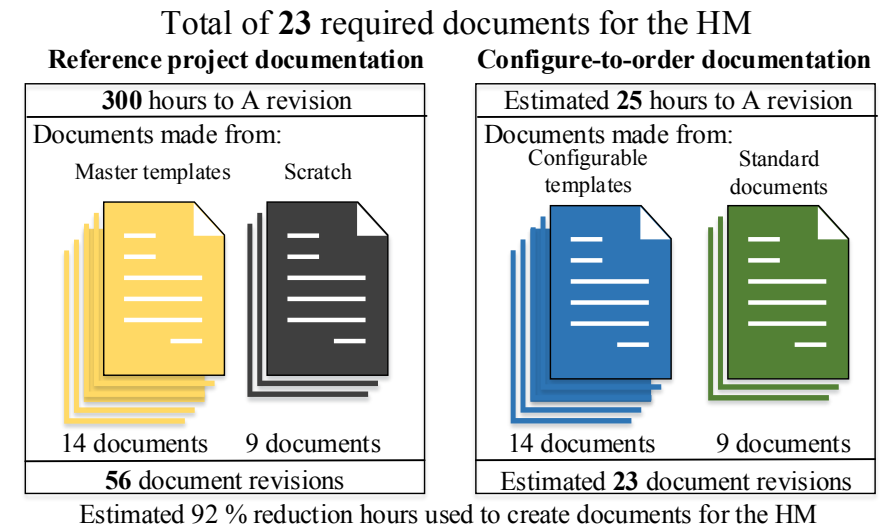 Total of 23 required documents for the HM
Reference project documentation
300 hours to A revision
Documents made from:
Master templates
Scratch
14 documents
9 documents
56 document revisions
Configure-to-order documentation
Estimated 25 hours to A revision
Documents made from:
Configurable
templates
Standard
documents
14 documents
9 documents
Estimated 23 document revisions
Estimated 92 % reduction hours used to create documents for the HM